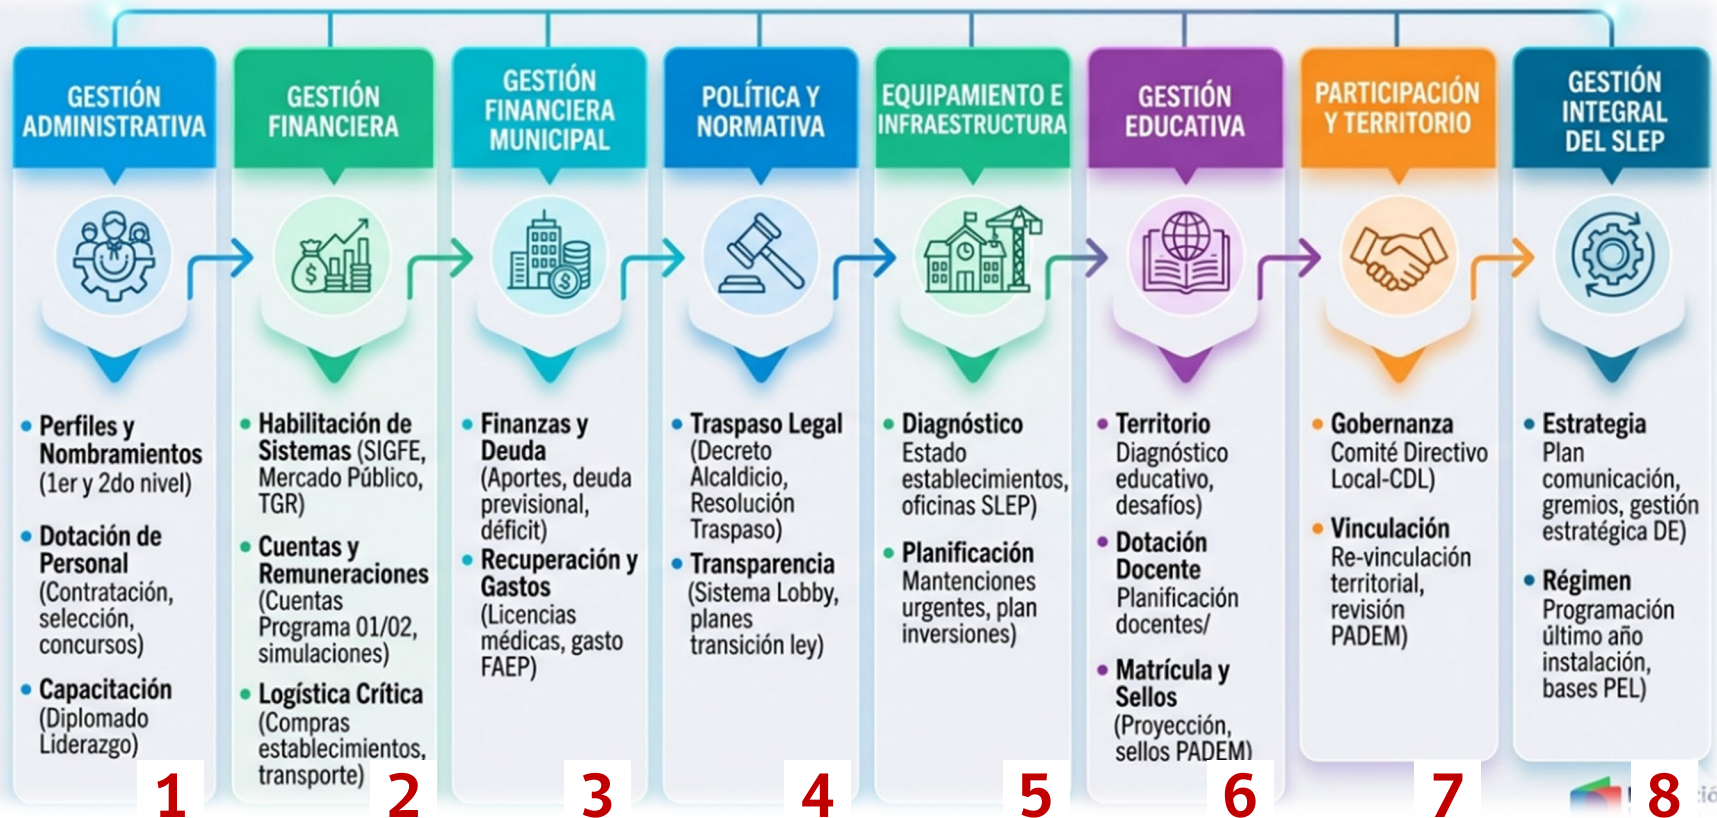 GESTIÓN
ADMINISTRATIVA
Perfiles y
Nombramientos
(1er y 2do nivel)
Dotación de
Personal
(Contratación,
selección,
concursos)
Capacitación
(Diplomado
Liderazgo)
1
GESTIÓN
FINANCIERA
Habilitación de
Sistemas (SIGFE,
Mercado Público,
TGR)
Cuentas y
Remuneraciones
(Cuentas
Programa 01/02,
simulaciones)
Logística Crítica
(Compras
establecimientos,
transporte)
2
GESTIÓN
FINANCIERA
MUNICIPAL
Finanzas y
Deuda
(Aportes, deuda
previsional,
déficit)
Recuperación y
Gastos
(Licencias
médicas, gasto
FAEP)
3
POLÍTICA Y
NORMATIVA
Traspaso Legal
(Decreto
Alcaldicio,
Resolución
Traspaso)
Transparencia
(Sistema Lobby,
planes
transición ley)
4
EQUIPAMIENTO E
INFRAESTRUCTURA
Diagnóstico
Estado
establecimientos,
oficinas SLEP)
Planificación
Mantenciones
urgentes, plan
inversiones)
5
GESTIÓN
EDUCATIVA
Territorio
Diagnóstico
educativo,
desafíos)
Dotación
Docente
Planificación
docentes/
Matrícula y
Sellos
(Proyección,
sellos PADEM)
6
PARTICIPACIÓN
Y TERRITORIO
Gobernanza
Comité Directivo
Local-CDL)
Vinculación
Re-vinculación
territorial,
revisión
PADEM)
7
GESTIÓN
INTEGRAL
DEL SLEP
Estrategia
Plan
comunicación,
gremios, gestión
estratégica DE)
Régimen
Programación
último año
instalación,
bases PEL)
8